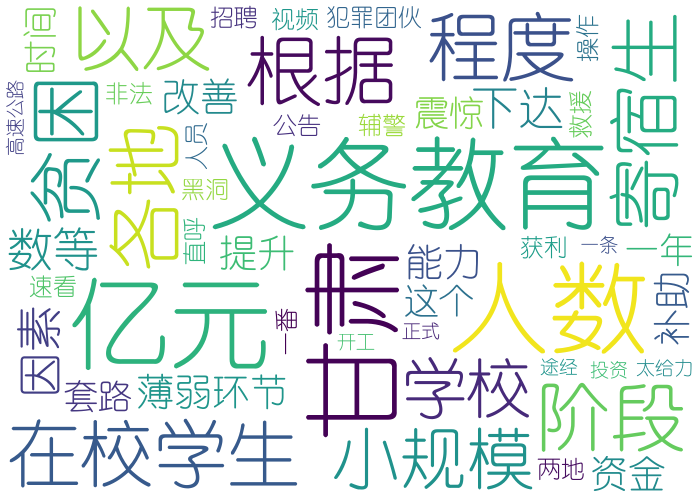 时间
以及
招聘
视频
犯罪团伙
程度
操作
寄宿生
高速公路
贫困
非法
改善
根据
公告
辅警
震惊
下达
救援
各地
人员
黑洞
义务教育
数等
直呼
提升
甘肃
能力
获利
一条
一年
速看
亿元
一番
这个
人数
补助
因素
开工
正式
套路
薄弱环节
学校
途经
投资
太给力
阶段
在校学生
小规模
两地
资金